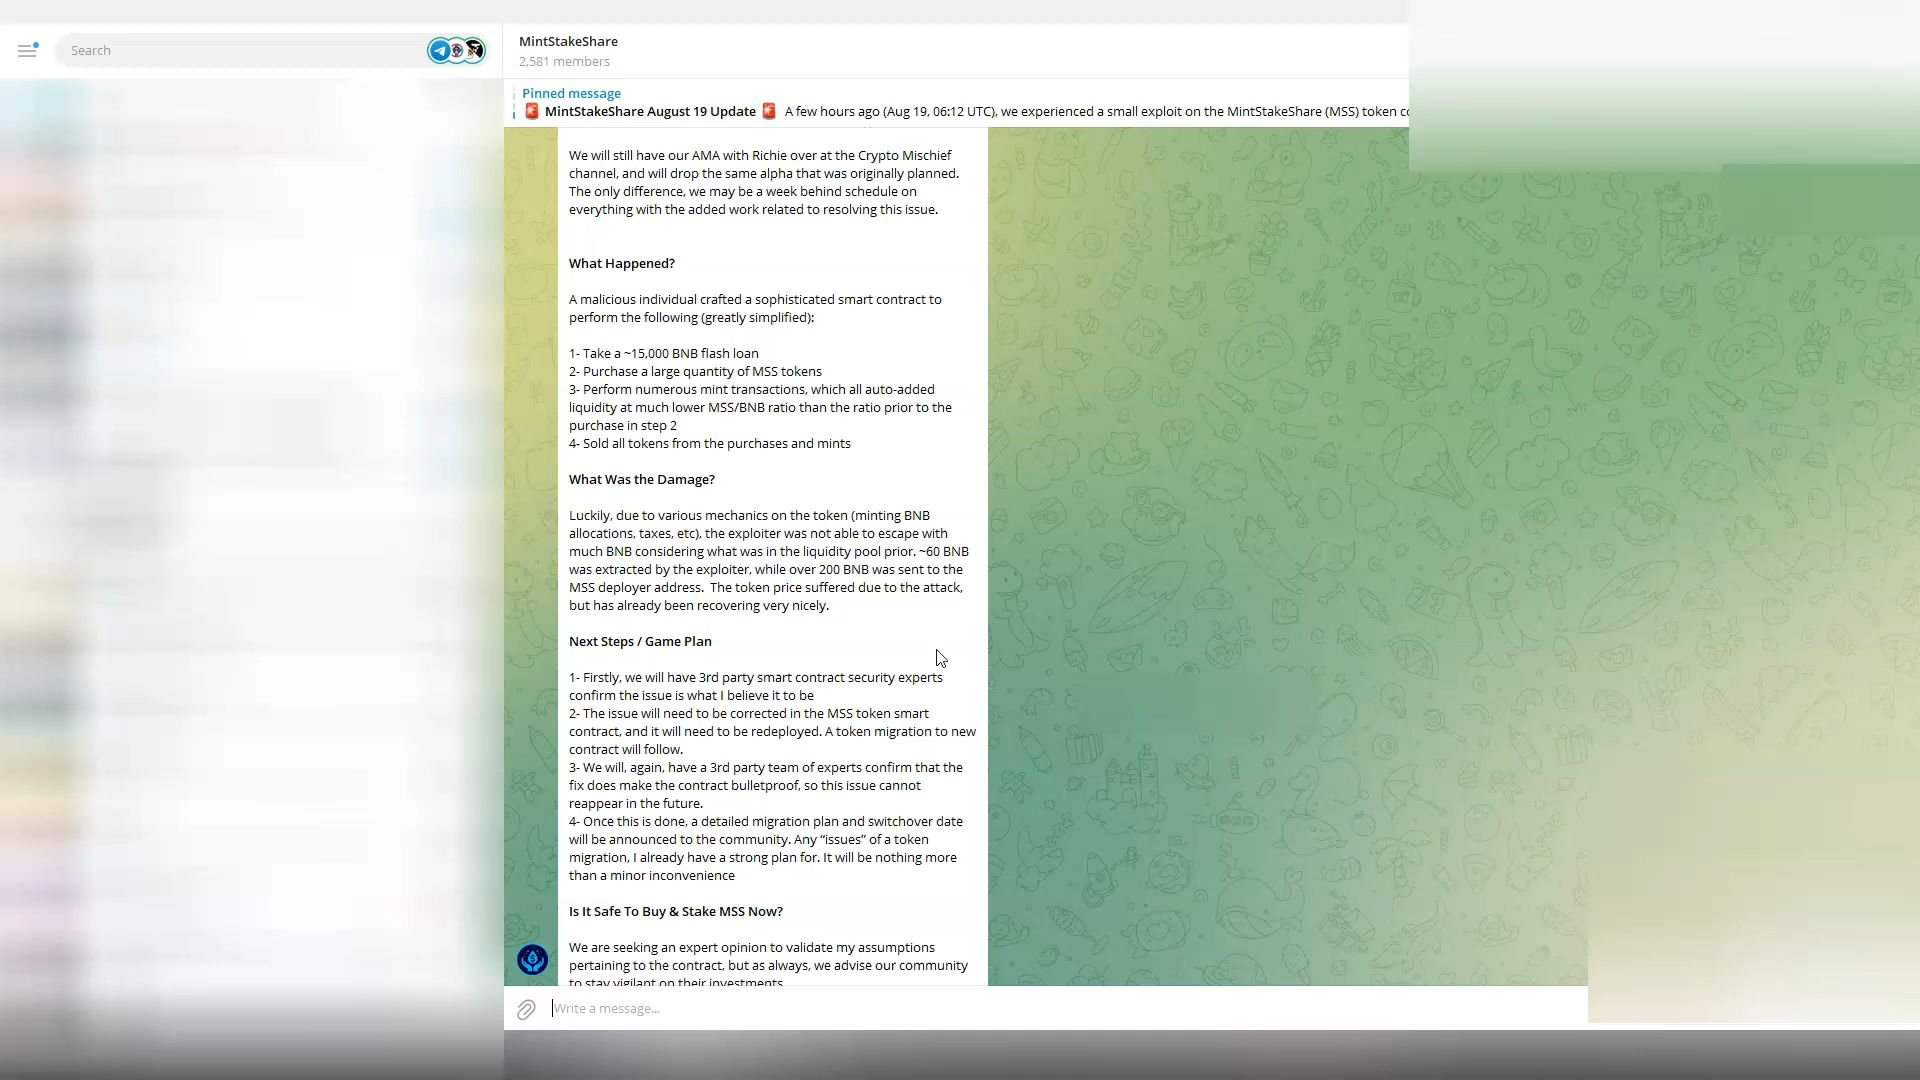 Search
MintStakeShare
2,581 members
Pinned message
🚨 MintStakeShare August 19 Update 🚨 A few hours ago (Aug 19, 06:12 UTC), we experienced a small exploit on the MintStakeShare (MSS) token
We will still have our AMA with Richie over at the Crypto Mischief
channel, and will drop the same alpha that was originally planned.
The only difference, we may be a week behind schedule on
everything with the added work related to resolving this issue.
What Happened?
A malicious individual crafted a sophisticated smart contract to
perform the following (greatly simplified):
1- Take a ~15,000 BNB flash loan
2- Purchase a large quantity of MSS tokens
3- Perform numerous mint transactions, which all auto-added
liquidity at much lower MSS/BNB ratio than the ratio prior to the
purchase in step 2
4- Sold all tokens from the purchases and mints
What Was the Damage?
Luckily, due to various mechanics on the token (minting BNB
allocations, taxes, etc), the exploiter was not able to escape with
much BNB considering what was in the liquidity pool prior. ~60 BNB
was extracted by the exploiter, while over 200 BNB was sent to the
MSS deployer address.  The token price suffered due to the attack,
but has already been recovering very nicely.
Next Steps / Game Plan
1- Firstly, we will have 3rd party smart contract security experts
confirm the issue is what I believe it to be
2- The issue will need to be corrected in the MSS token smart
contract, and it will need to be redeployed. A token migration to new
contract will follow.
3- We will, again, have a 3rd party team of experts confirm that the
fix does make the contract bulletproof, so this issue cannot
reappear in the future.
4- Once this is done, a detailed migration plan and switchover date
will be announced to the community. Any “issues” of a token
migration, I already have a strong plan for. It will be nothing more
than a minor inconvenience
Is It Safe To Buy & Stake MSS Now?
We are seeking an expert opinion to validate my assumptions
pertaining to the contract, but as always, we advise our community
to stay vigilant on their investments
Write a message...